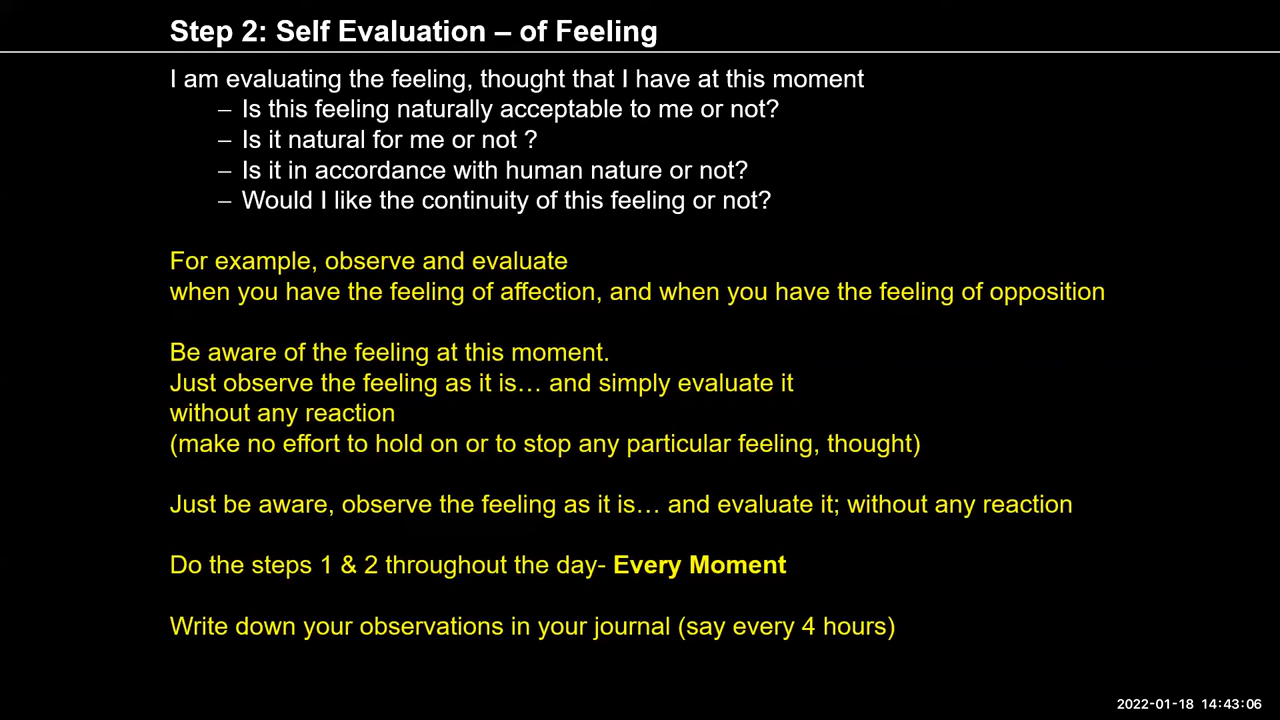 Step 2: Self Evaluation – of Feeling
I am evaluating the feeling, thought that I have at this moment
– Is this feeling naturally acceptable to me or not?
– Is it natural for me or not ?
– Is it in accordance with human nature or not?
– Would I like the continuity of this feeling or not?
For example, observe and evaluate
when you have the feeling of affection, and when you have the feeling of opposition
Be aware of the feeling at this moment.
Just observe the feeling as it is… and simply evaluate it
without any reaction
(make no effort to hold on or to stop any particular feeling, thought)
Just be aware, observe the feeling as it is… and evaluate it; without any reaction
Do the steps 1 & 2 throughout the day- Every Moment
Write down your observations in your journal (say every 4 hours)
2022-01-18 14:43:06